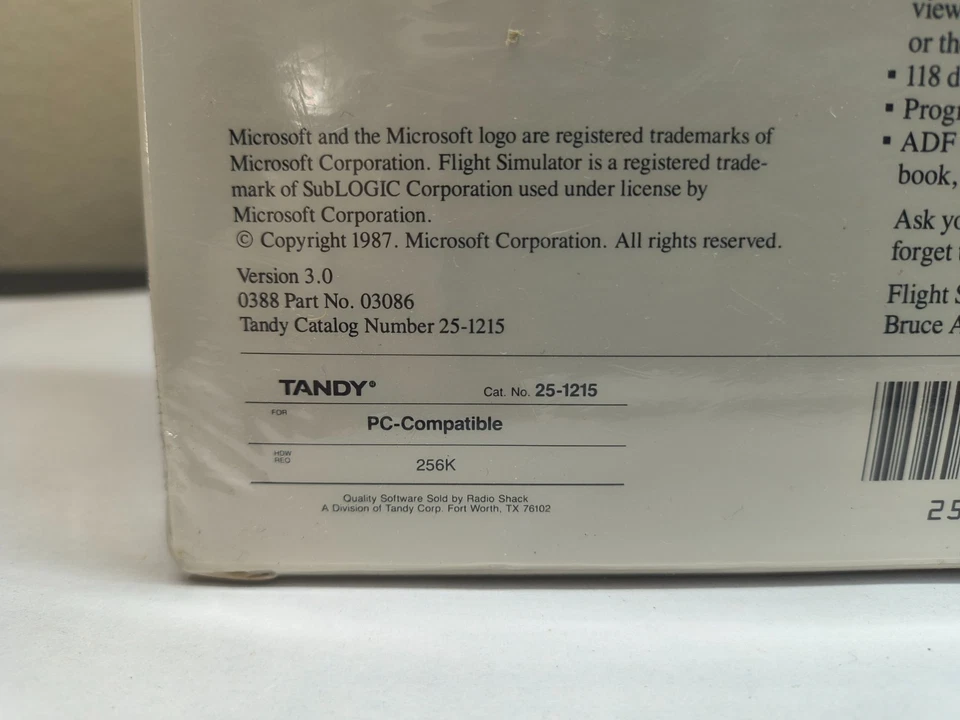 Microsoft and the Microsoft logo are registered trademarks of
Microsoft Corporation. Flight Simulator is a registered trade-
mark of SubLOGIC Corporation used under license by
Microsoft Corporation.
© Copyright 1987. Microsoft Corporation. All rights reserved.
Version 3.0
0388 Part No. 03086
Tandy Catalog Number 25-1215
TANDY® Cat. No. 25-1215
FOR
PC-Compatible
HDW
REQ
256K
Quality Software Sold by Radio Shack
A Division of Tandy Corp. Fort Worth, TX 76102
view
or th
▪ 118 d
▪ Progr
▪ ADF
book,
Ask yo
forget
Flight S
Bruce A
25